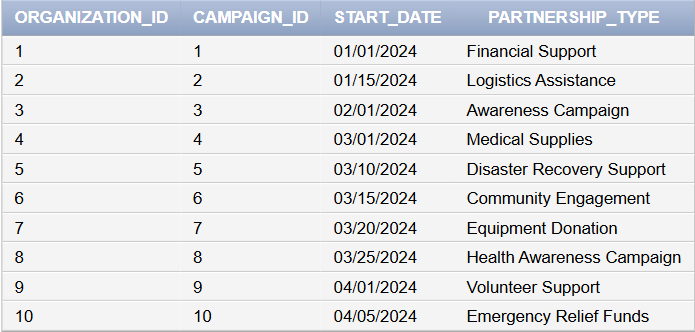 ORGANIZATION_ID CAMPAIGN_ID START_DATE PARTNERSHIP_TYPE
1 1 01/01/2024 Financial Support
2 2 01/15/2024 Logistics Assistance
3 3 02/01/2024 Awareness Campaign
4 4 03/01/2024 Medical Supplies
5 5 03/10/2024 Disaster Recovery Support
6 6 03/15/2024 Community Engagement
7 7 03/20/2024 Equipment Donation
8 8 03/25/2024 Health Awareness Campaign
9 9 04/01/2024 Volunteer Support
10 10 04/05/2024 Emergency Relief Funds